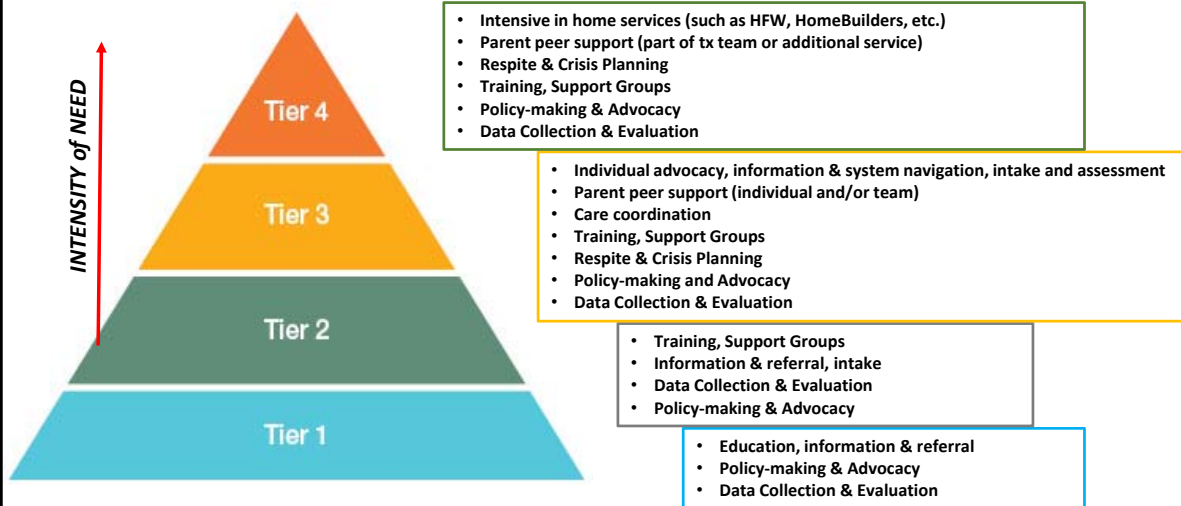 INTENSITY of NEED
Tier 4
• Intensive in home services (such as HFW, HomeBuilders, etc.)
• Parent peer support (part of tx team or additional service)
• Respite & Crisis Planning
• Training, Support Groups
• Policy-making & Advocacy
• Data Collection & Evaluation
Tier 3
• Individual advocacy, information & system navigation, intake and assessment
• Parent peer support (individual and/or team)
• Care coordination
• Training, Support Groups
• Respite & Crisis Planning
• Policy-making and Advocacy
• Data Collection & Evaluation
Tier 2
• Training, Support Groups
• Information & referral, intake
• Data Collection & Evaluation
• Policy-making & Advocacy
Tier 1
• Education, information & referral
• Policy-making & Advocacy
• Data Collection & Evaluation